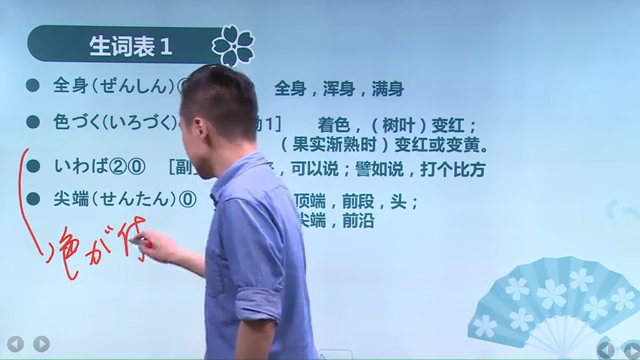 生词表1
● 全身(ぜんしん)⓪ 全身，浑身，满身
● 色づく(いろづく) 1] 着色，（树叶）变红；
（果实渐熟时）变红或变黄。
● いわば②⓪ [副 ，可以说；譬如说，打个比方
● 尖端(せんたん)⓪ 顶端，前段，头；
尖端，前沿
色が付